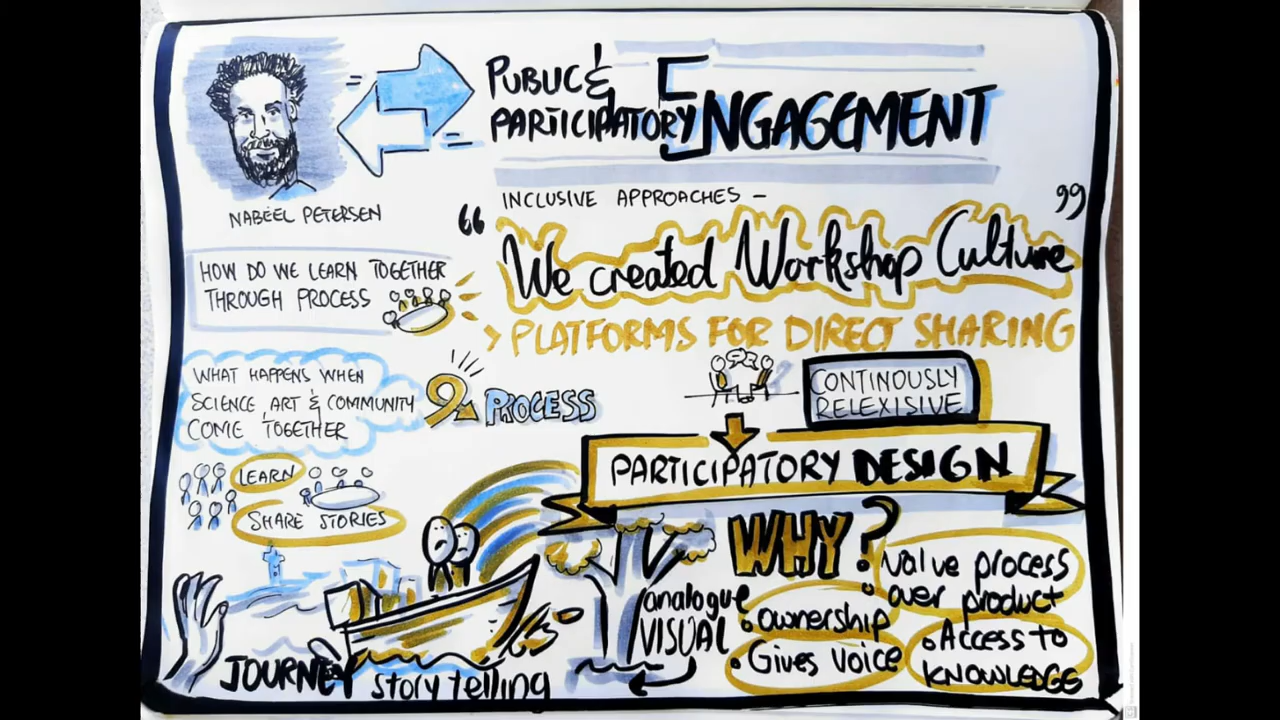 PUBLIC &
PARTICIPATORY ENGAGEMENT
NABEEL PETERSEN
INCLUSIVE APPROACHES -
“ We created Workshop Culture ”
> PLATFORMS FOR DIRECT SHARING
HOW DO WE LEARN TOGETHER
THROUGH PROCESS
WHAT HAPPENS WHEN
SCIENCE, ART & COMMUNITY
COME TOGETHER
PROCESS
CONTINOUSLY
RELEXISIVE
PARTICIPATORY DESIGN
LEARN
SHARE STORIES
JOURNEY story telling
analogue
VISUAL
WHY?
• value process
over product
• ownership
• Gives voice
• Access to
KNOWLEDGE